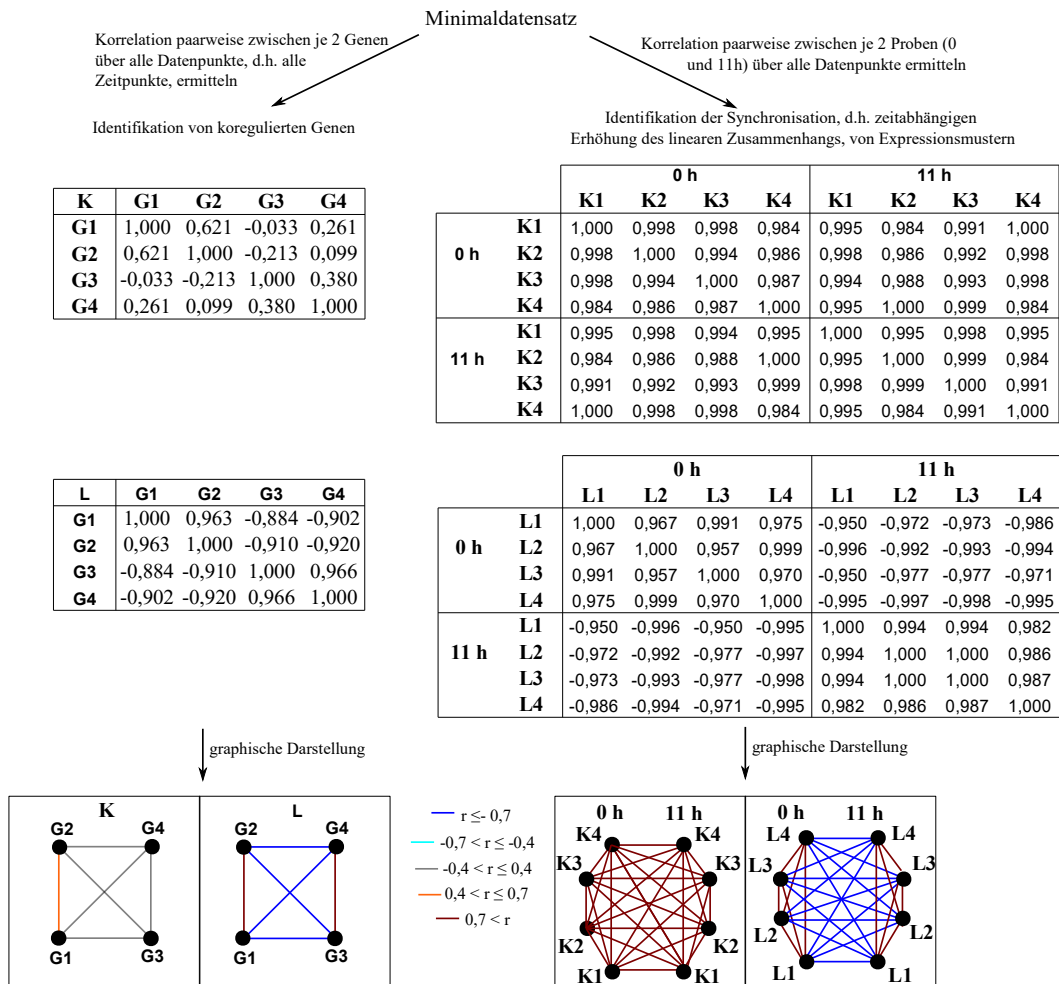 Minimaldatensatz
Korrelation paarweise zwischen je 2 Genen
über alle Datenpunkte, d.h. alle
Zeitpunkte, ermitteln
Identifikation von koregulierten Genen
Korrelation paarweise zwischen je 2 Proben (0
und 11h) über alle Datenpunkte ermitteln
Identifikation der Synchronisation, d.h. zeitabhängigen
Erhöhung des linearen Zusammenhangs, von Expressionsmustern
K G1 G2 G3 G4
G1 1,000 0,621 -0,033 0,261
G2 0,621 1,000 -0,213 0,099
G3 -0,033 -0,213 1,000 0,380
G4 0,261 0,099 0,380 1,000
0 h 11 h
K1 K2 K3 K4 K1 K2 K3 K4
K1 1,000 0,998 0,998 0,984 0,995 0,984 0,991 1,000
0 h K2 0,998 1,000 0,994 0,986 0,998 0,986 0,992 0,998
K3 0,998 0,994 1,000 0,987 0,994 0,988 0,993 0,998
K4 0,984 0,986 0,987 1,000 0,995 1,000 0,999 0,984
K1 0,995 0,998 0,994 0,995 1,000 0,995 0,998 0,995
11 h K2 0,984 0,986 0,988 1,000 0,995 1,000 0,999 0,984
K3 0,991 0,992 0,993 0,999 0,998 0,999 1,000 0,991
K4 1,000 0,998 0,998 0,984 0,995 0,984 0,991 1,000
L G1 G2 G3 G4
G1 1,000 0,963 -0,884 -0,902
G2 0,963 1,000 -0,910 -0,920
G3 -0,884 -0,910 1,000 0,966
G4 -0,902 -0,920 0,966 1,000
0 h 11 h
L1 L2 L3 L4 L1 L2 L3 L4
L1 1,000 0,967 0,991 0,975 -0,950 -0,972 -0,973 -0,986
0 h L2 0,967 1,000 0,957 0,999 -0,996 -0,992 -0,993 -0,994
L3 0,991 0,957 1,000 0,970 -0,950 -0,977 -0,977 -0,971
L4 0,975 0,999 0,970 1,000 -0,995 -0,997 -0,998 -0,995
L1 -0,950 -0,996 -0,950 -0,995 1,000 0,994 0,994 0,982
11 h L2 -0,972 -0,992 -0,977 -0,997 0,994 1,000 1,000 0,986
L3 -0,973 -0,993 -0,977 -0,998 0,994 1,000 1,000 0,987
L4 -0,986 -0,994 -0,971 -0,995 0,982 0,986 0,987 1,000
graphische Darstellung
graphische Darstellung
K
G2 G4
G1 G3
L
G2 G4
G1 G3
r ≤- 0,7
-0,7 < r ≤ -0,4
-0,4 < r ≤ 0,4
0,4 < r ≤ 0,7
0,7 < r
0 h 11 h
K4 K4
K3 K3
K2 K2
K1 K1
0 h 11 h
L4 L4
L3 L3
L2 L2
L1 L1